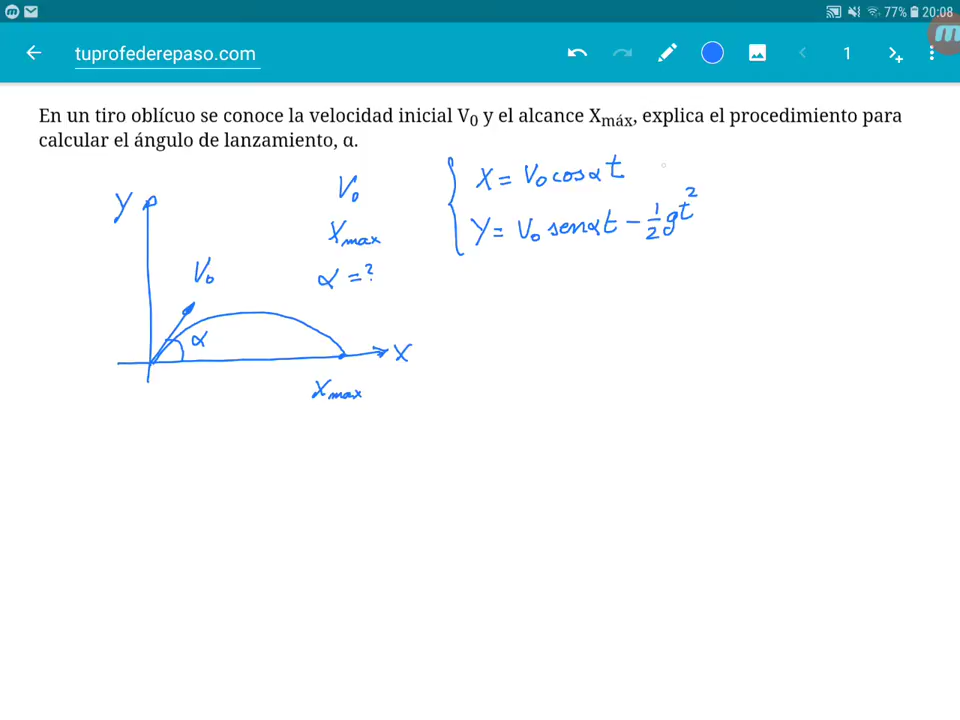 77% 20:08
tuprofederepaso.com 1
En un tiro oblícuo se conoce la velocidad inicial V₀ y el alcance Xₘáₓ, explica el procedimiento para
calcular el ángulo de lanzamiento, α.
V₀
Xmax
α = ?
{ X = V₀ cosα t
Y = V₀ senα t - 1/2 gt²
Y
V₀
α
X
Xmax